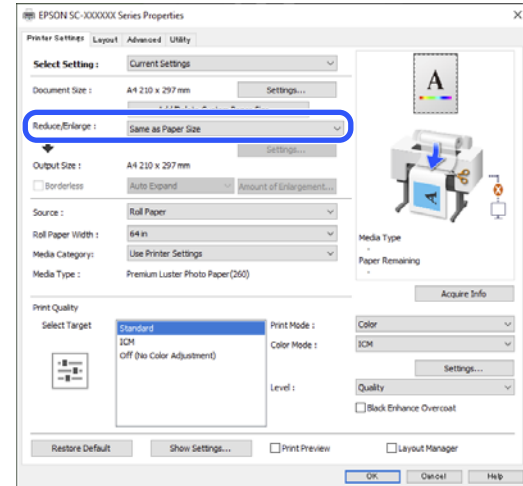 EPSON SC-XXXXXX Series Properties
Printer Settings Layout Advanced Utility
Select Setting : Current Settings
Document Size : A4 210 x 297 mm Settings...
Reduce/Enlarge : Same as Paper Size
Settings...
Output Size : A4 210 x 297 mm
Borderless Auto Expand Amount of Enlargement...
Source : Roll Paper
Roll Paper Width : 64 in
Media Category: Use Printer Settings
Media Type : Premium Luster Photo Paper(260)
A
Media Type
-
Paper Remaining
-
Acquire Info
Print Quality
Select Target
Standard
ICM
Off (No Color Adjustment)
Print Mode : Color
Color Mode : ICM
Settings...
Level : Quality
Black Enhance Overcoat
Restore Default Show Settings... Print Preview Layout Manager
OK Cancel Help